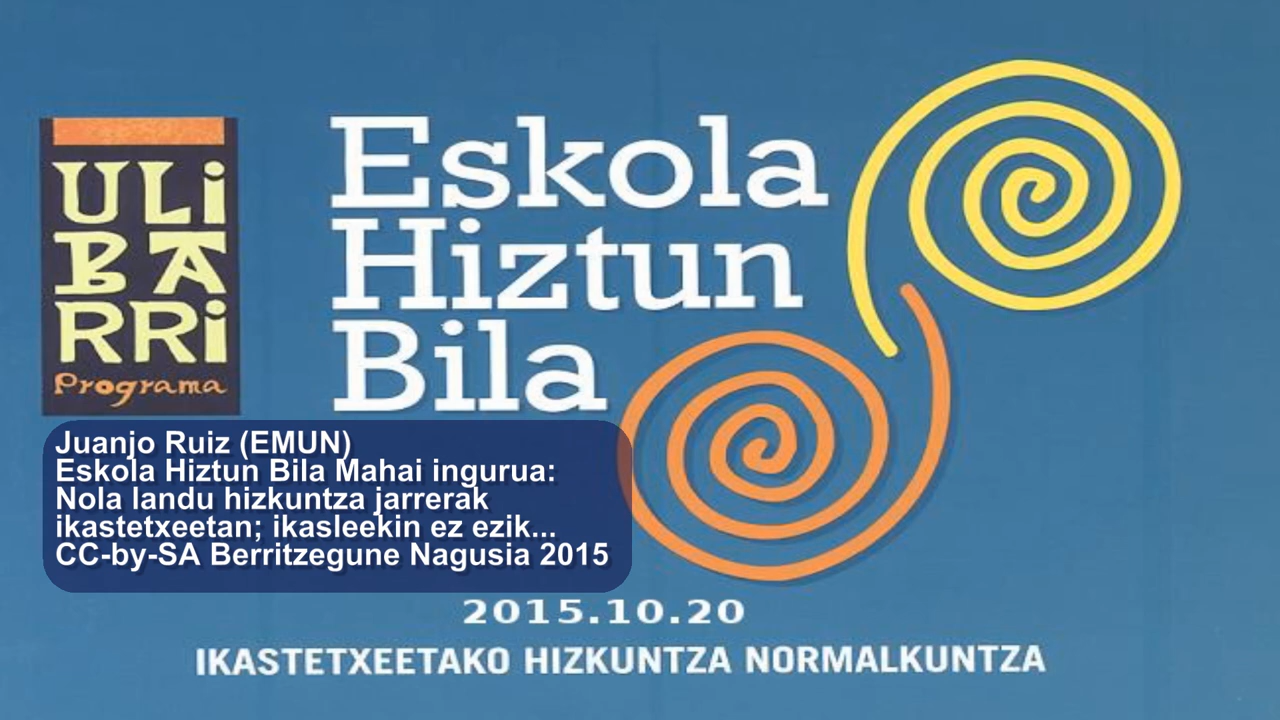 ULI
BA
RRi
Programa
Eskola
Hiztun
Bila
Juanjo Ruiz (EMUN)
Eskola Hiztun Bila Mahai ingurua:
Nola landu hizkuntza jarrerak
ikastetxeetan; ikasleekin ez ezik...
CC-by-SA Berritzegune Nagusia 2015
2015.10.20
IKASTETXEETAKO HIZKUNTZA NORMALKUNTZA